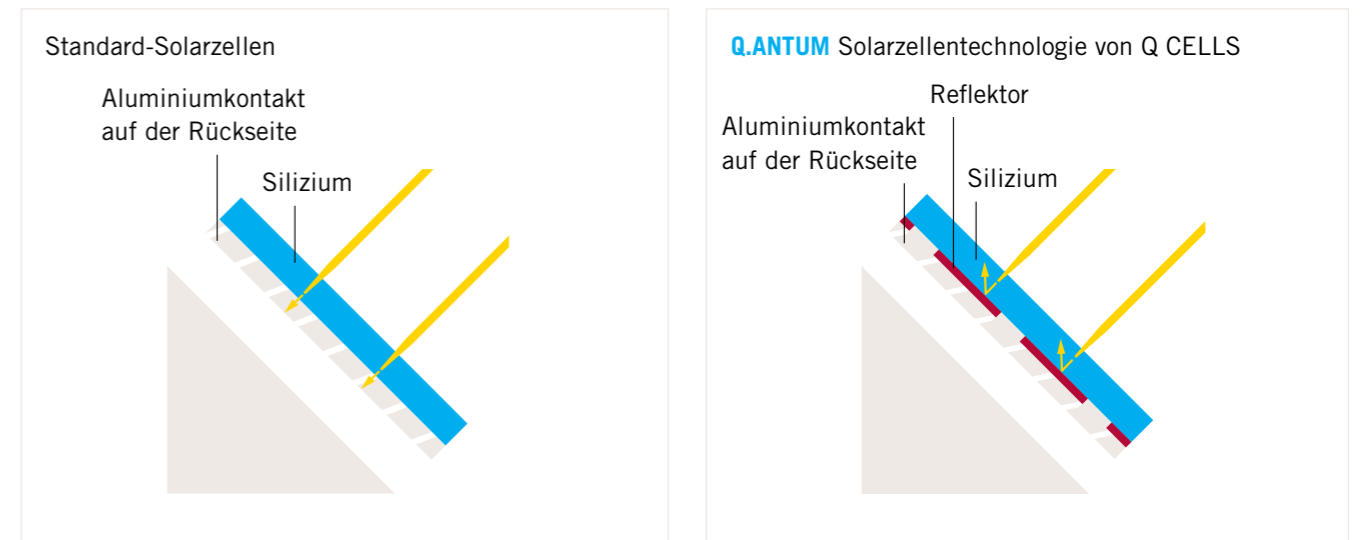 Standard-Solarzellen
Aluminiumkontakt
auf der Rückseite
Silizium
Q.ANTUM Solarzellentechnologie von Q CELLS
Reflektor
Aluminiumkontakt
auf der Rückseite
Silizium